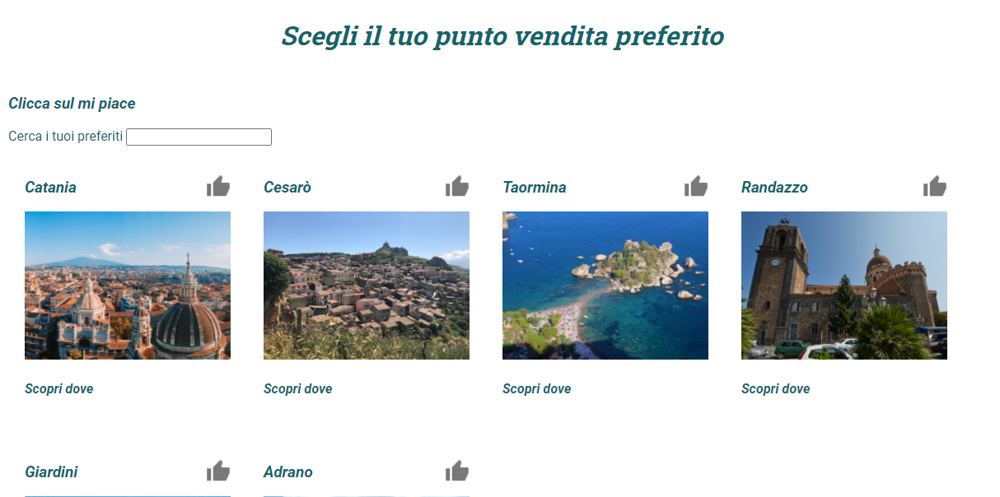 Scegli il tuo punto vendita preferito
Clicca sul mi piace
Cerca i tuoi preferiti
Catania
Cesarò
Taormina
Randazzo
Scopri dove
Scopri dove
Scopri dove
Scopri dove
Giardini
Adrano